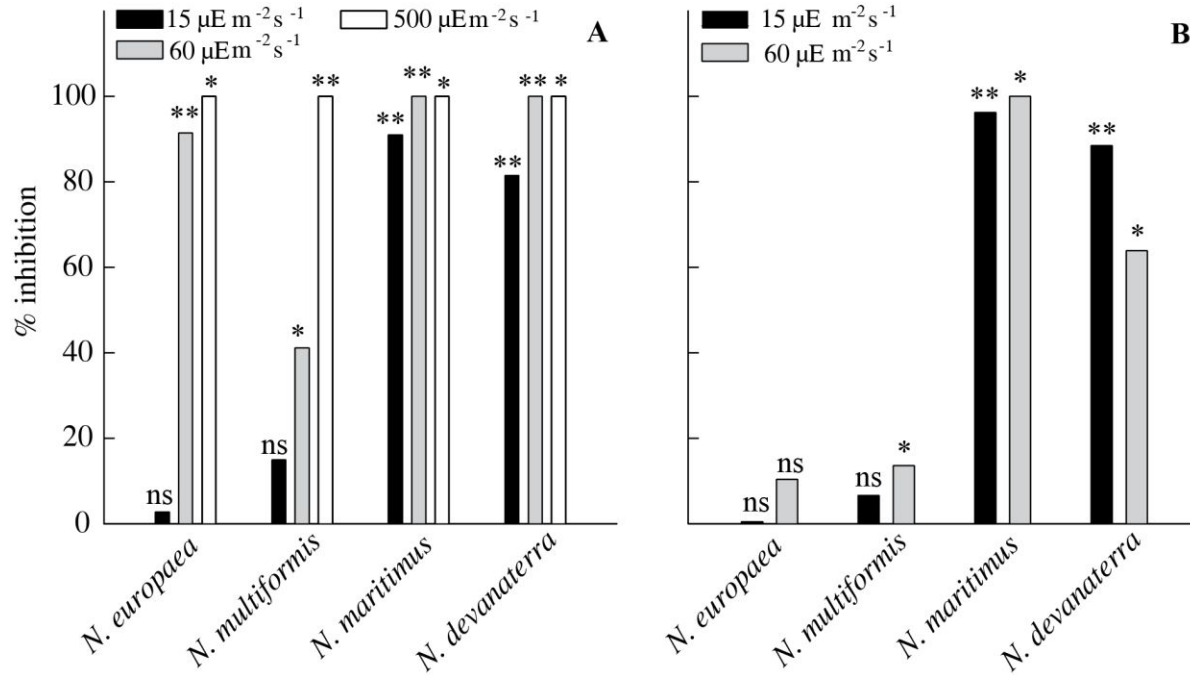 15 µE m⁻² s⁻¹
500 µE m⁻² s⁻¹
60 µE m⁻² s⁻¹
A
% inhibition
100
80
60
40
20
0
ns ** *
ns * **
** ** *
** ** *
N. europaea
N. multiformis
N. maritimus
N. devanaterra
15 µE m⁻² s⁻¹
60 µE m⁻² s⁻¹
B
ns ns
ns *
** *
** *
N. europaea
N. multiformis
N. maritimus
N. devanaterra